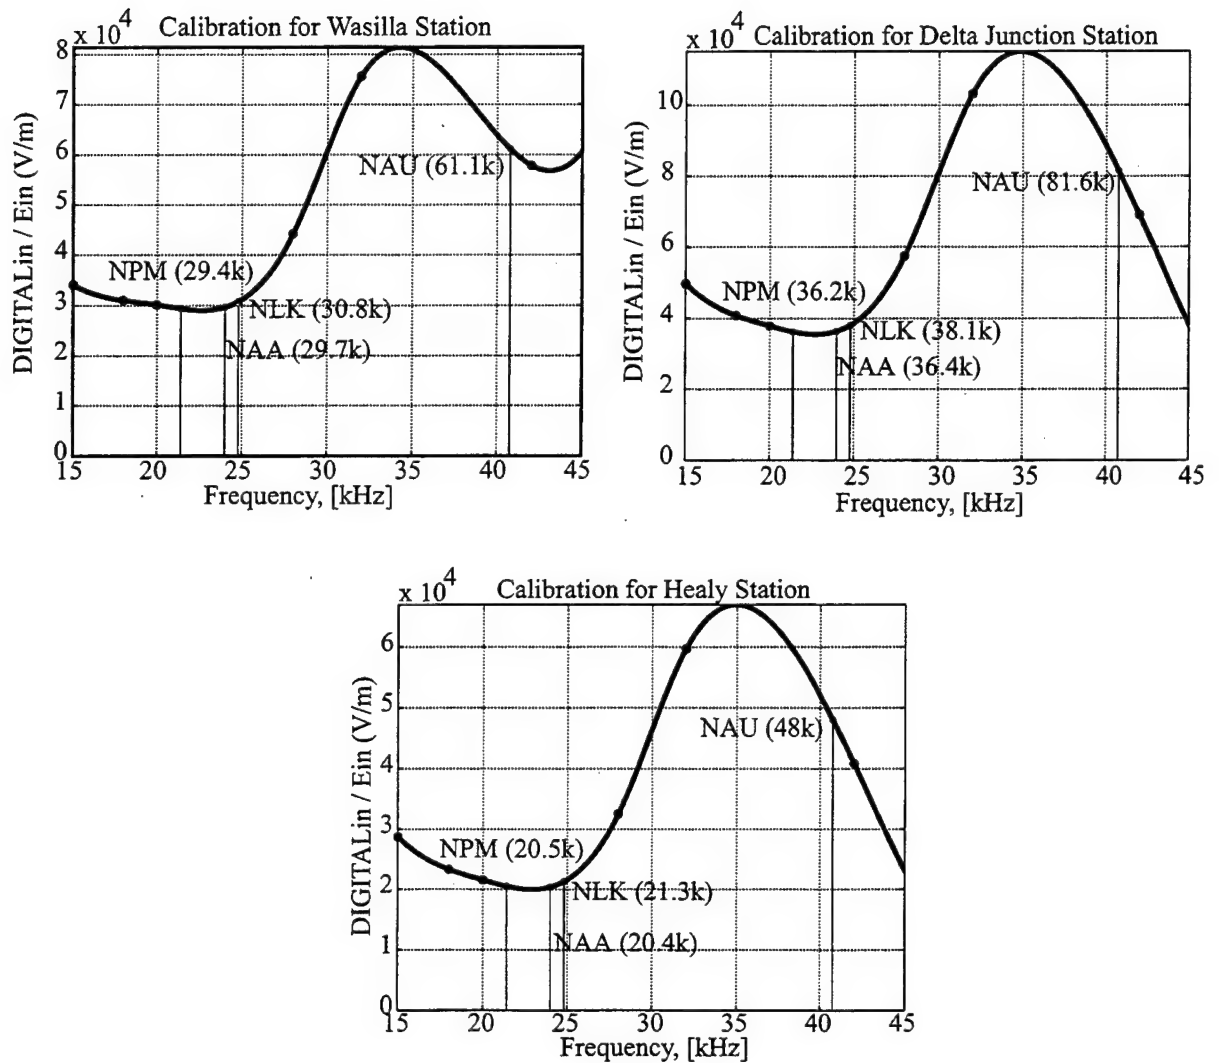 x 10^4 Calibration for Wasilla Station
8
7
6
5
4
3
2
1
0
DIGITALin / Ein (V/m)
NAU (61.1k)
NPM (29.4k)
NLK (30.8k)
NAA (29.7k)
15 20 25 30 35 40 45
Frequency, [kHz]
x 10^4 Calibration for Delta Junction Station
10
8
6
4
2
0
DIGITALin / Ein (V/m)
NAU (81.6k)
NPM (36.2k)
NLK (38.1k)
NAA (36.4k)
15 20 25 30 35 40 45
Frequency, [kHz]
x 10^4 Calibration for Healy Station
6
5
4
3
2
1
0
DIGITALin / Ein (V/m)
NAU (48k)
NPM (20.5k)
NLK (21.3k)
NAA (20.4k)
15 20 25 30 35 40 45
Frequency, [kHz]